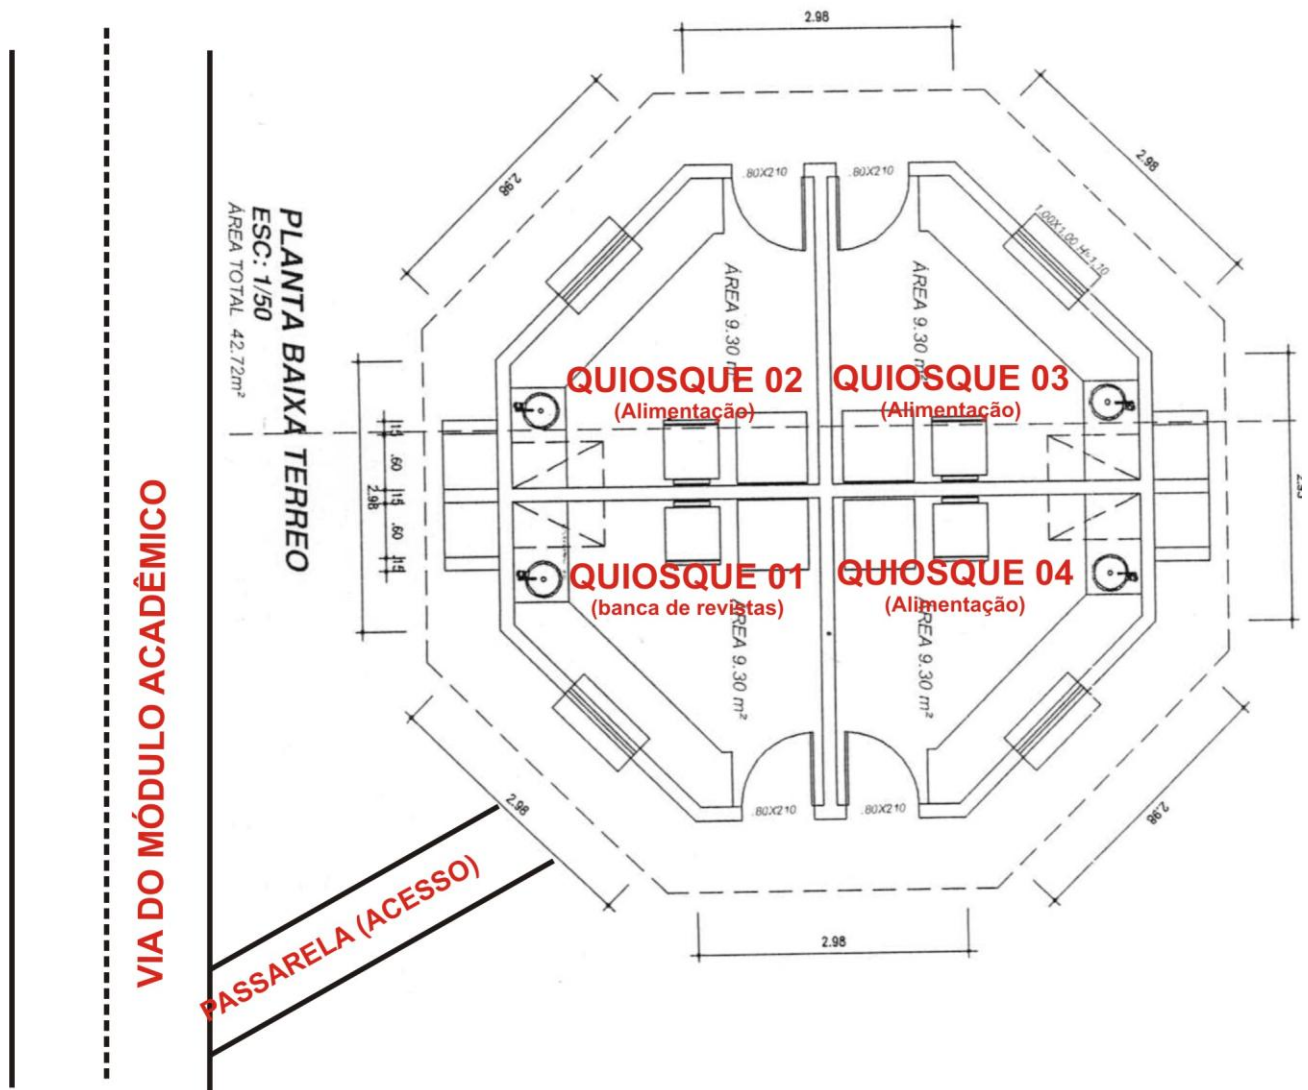 2.98
2.98
2.98
.80X210
.80X210
1.00X1.00 H=1.10
PLANTA BAIXA TERREO
ESC: 1/50
ÁREA TOTAL 42.72m²
ÁREA 9.30 m²
ÁREA 9.30 m²
QUIOSQUE 02
(Alimentação)
QUIOSQUE 03
(Alimentação)
15
.60
15
.60
15
2.98
VIA DO MÓDULO ACADÊMICO
QUIOSQUE 01
(banca de revistas)
QUIOSQUE 04
(Alimentação)
ÁREA 9.30 m²
ÁREA 9.30 m²
.80X210
.80X210
2.98
2.98
PASSARELA (ACESSO)
2.98